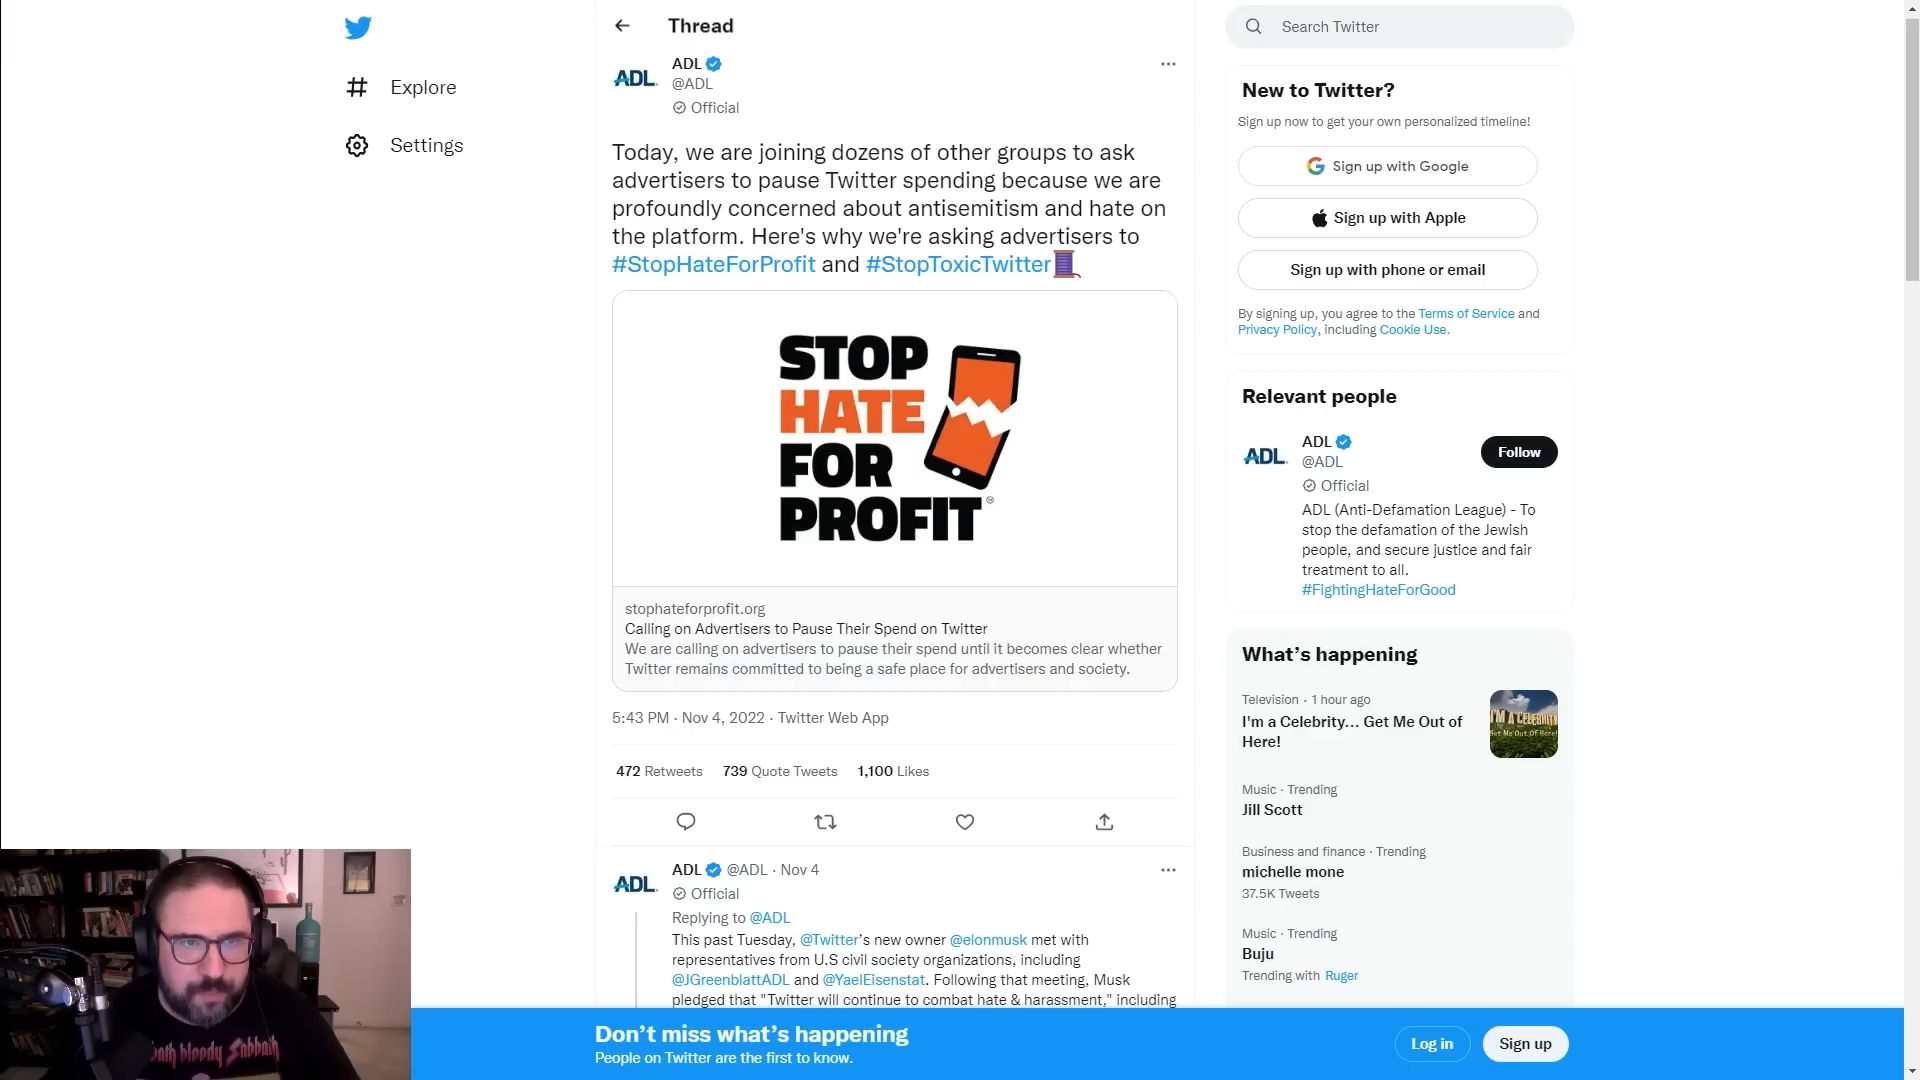 Explore
Settings
Thread
ADL
ADL
@ADL
Official
Today, we are joining dozens of other groups to ask
advertisers to pause Twitter spending because we are
profoundly concerned about antisemitism and hate on
the platform. Here's why we're asking advertisers to
#StopHateForProfit and #StopToxicTwitter
STOP
HATE
FOR
PROFIT
stophateforprofit.org
Calling on Advertisers to Pause Their Spend on Twitter
We are calling on advertisers to pause their spend until it becomes clear whether
Twitter remains committed to being a safe place for advertisers and society.
5:43 PM · Nov 4, 2022 · Twitter Web App
472 Retweets 739 Quote Tweets 1,100 Likes
ADL
ADL @ADL · Nov 4
Official
Replying to @ADL
This past Tuesday, @Twitter's new owner @elonmusk met with
representatives from U.S civil society organizations, including
@JGreenblattADL and @YaelEisenstat. Following that meeting, Musk
pledged that "Twitter will continue to combat hate & harassment," including
Search Twitter
New to Twitter?
Sign up now to get your own personalized timeline!
Sign up with Google
Sign up with Apple
Sign up with phone or email
By signing up, you agree to the Terms of Service and
Privacy Policy, including Cookie Use.
Relevant people
ADL
ADL
@ADL
Official
Follow
ADL (Anti-Defamation League) - To
stop the defamation of the Jewish
people, and secure justice and fair
treatment to all.
#FightingHateForGood
What's happening
Television · 1 hour ago
I'm a Celebrity... Get Me Out of
Here!
I'M A CELEBRITY
Get Me Out Of Here!
Music · Trending
Jill Scott
Business and finance · Trending
michelle mone
37.5K Tweets
Music · Trending
Buju
Trending with Ruger
bloody Sabbath
Don't miss what's happening
People on Twitter are the first to know.
Log in
Sign up